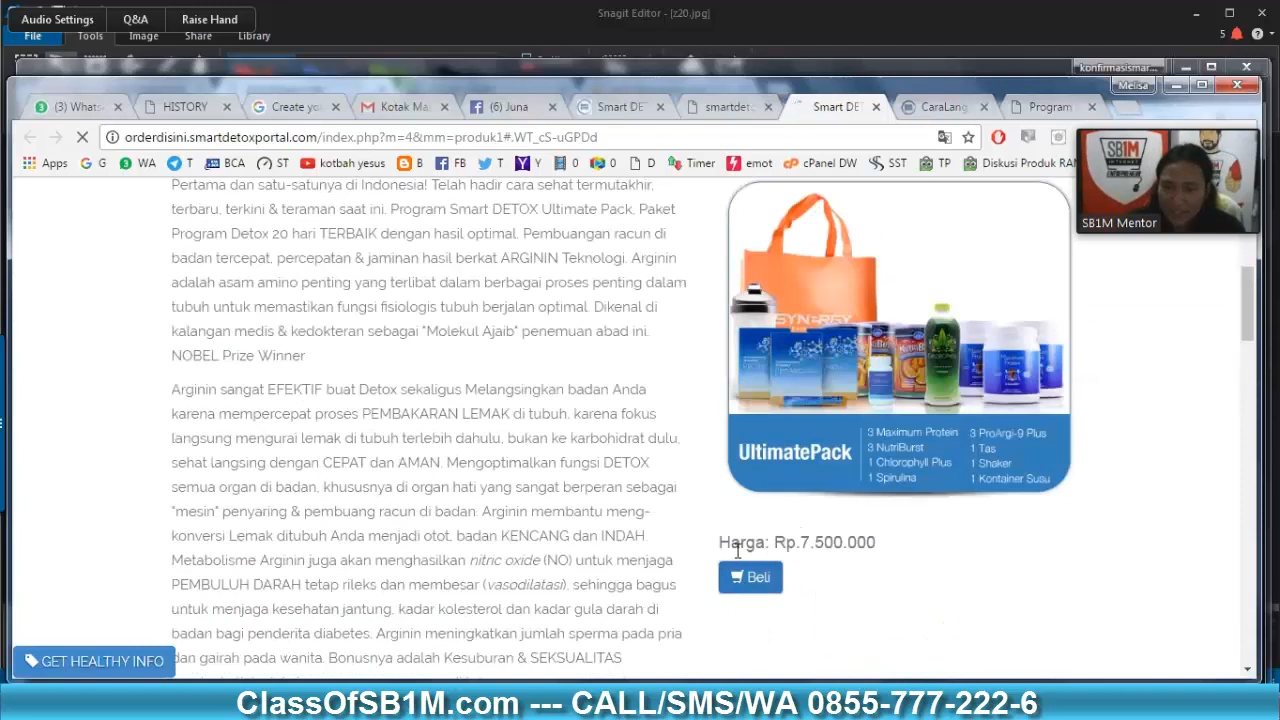 Audio Settings
Q&A
Raise Hand
Snagit Editor - [z20.jpg]
File
Tools
Image
Share
Library
5
konfirmasismar...
Melisa
(3) Whats
HISTORY
Create yo
Kotak Ma
(6) Juna
Smart DE
smartdeto
Smart DE
CaraLang
Program
orderdisini.smartdetoxportal.com/index.php?m=4&mm=produk1#.WT_cS-uGPDd
Apps
G
WA
T
BCA
ST
kotbah yesus
B
FB
T
Y
0
0
D
Timer
emot
cPanel DW
SST
TP
Diskusi Produk RAN
Pertama dan satu-satunya di Indonesia! Telah hadir cara sehat termutakhir,
terbaru, terkini & teraman saat ini. Program Smart DETOX Ultimate Pack, Paket
Program Detox 20 hari TERBAIK dengan hasil optimal. Pembuangan racun di
badan tercepat, percepatan & jaminan hasil berkat ARGININ Teknologi. Arginin
adalah asam amino penting yang terlibat dalam berbagai proses penting dalam
tubuh untuk memastikan fungsi fisiologis tubuh berjalan optimal. Dikenal di
kalangan medis & kedokteran sebagai "Molekul Ajaib" penemuan abad ini.
NOBEL Prize Winner
Arginin sangat EFEKTIF buat Detox sekaligus Melangsingkan badan Anda
karena mempercepat proses PEMBAKARAN LEMAK di tubuh, karena fokus
langsung mengurai lemak di tubuh terlebih dahulu, bukan ke karbohidrat dulu,
sehat langsing dengan CEPAT dan AMAN. Mengoptimalkan fungsi DETOX
semua organ di badan, khususnya di organ hati yang sangat berperan sebagai
"mesin" penyaring & pembuang racun di badan. Arginin membantu meng-
konversi Lemak ditubuh Anda menjadi otot, badan KENCANG dan INDAH.
Metabolisme Arginin juga akan menghasilkan nitric oxide (NO) untuk menjaga
PEMBULUH DARAH tetap rileks dan membesar (vasodilatasi), sehingga bagus
untuk menjaga kesehatan jantung, kadar kolesterol dan kadar gula darah di
badan bagi penderita diabetes. Arginin meningkatkan jumlah sperma pada pria
dan gairah pada wanita. Bonusnya adalah Kesuburan & SEKSUALITAS
GET HEALTHY INFO
SYNERGY
UltimatePack
3 Maximum Protein
3 NutriBurst
1 Chlorophyll Plus
1 Spirulina
3 ProArgi-9 Plus
1 Tas
1 Shaker
1 Kontainer Susu
Harga: Rp.7.500.000
Beli
SB1M
INTERNET
ENTREPRENEUR
SB1M Mentor
ClassOfSB1M.com --- CALL/SMS/WA 0855-777-222-6